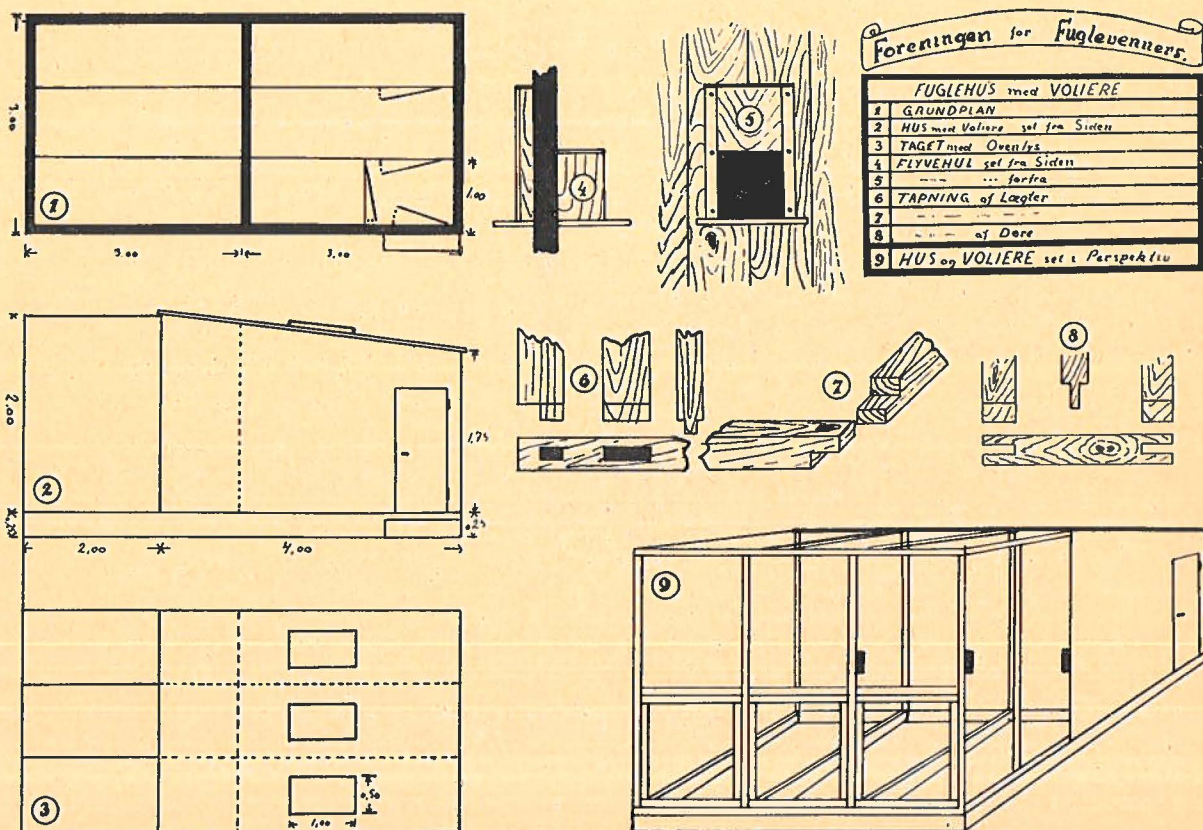 Foreningen for Fuglevenners.
FUGLEHUS med VOLIERE
1 GRUNDPLAN
2 HUS med Voliere set fra Siden
3 TAGET med Ovenlys
4 FLYVEHUL set fra Siden
5 --- ... forfra
6 TAPNING af Lægter
7 - --- - --- -
8 - --- - af Døre
9 HUS og VOLIERE set i Perspektiv
1
3,00
1,00
3,00
3,00
4
5
2
2,00
1,75
0,25
2,00
4,00
6
7
8
3
0,50
1,00
9